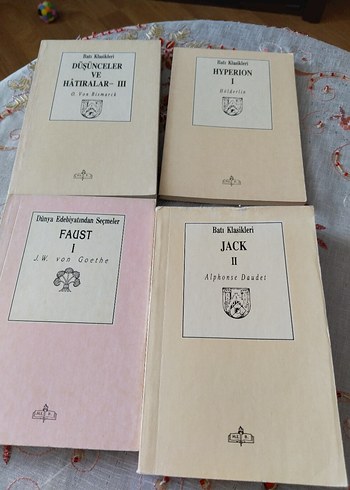 Batı Klasikleri
DÜŞÜNCELER
VE
HÂTIRALAR- III
O. Von Bismarck
Batı Klasikleri
HYPERION
I
Hölderlin
Dünya Edebiyatından Seçmeler
FAUST
I
J.W. von Goethe
Batı Klasikleri
JACK
II
Alphonse Daudet